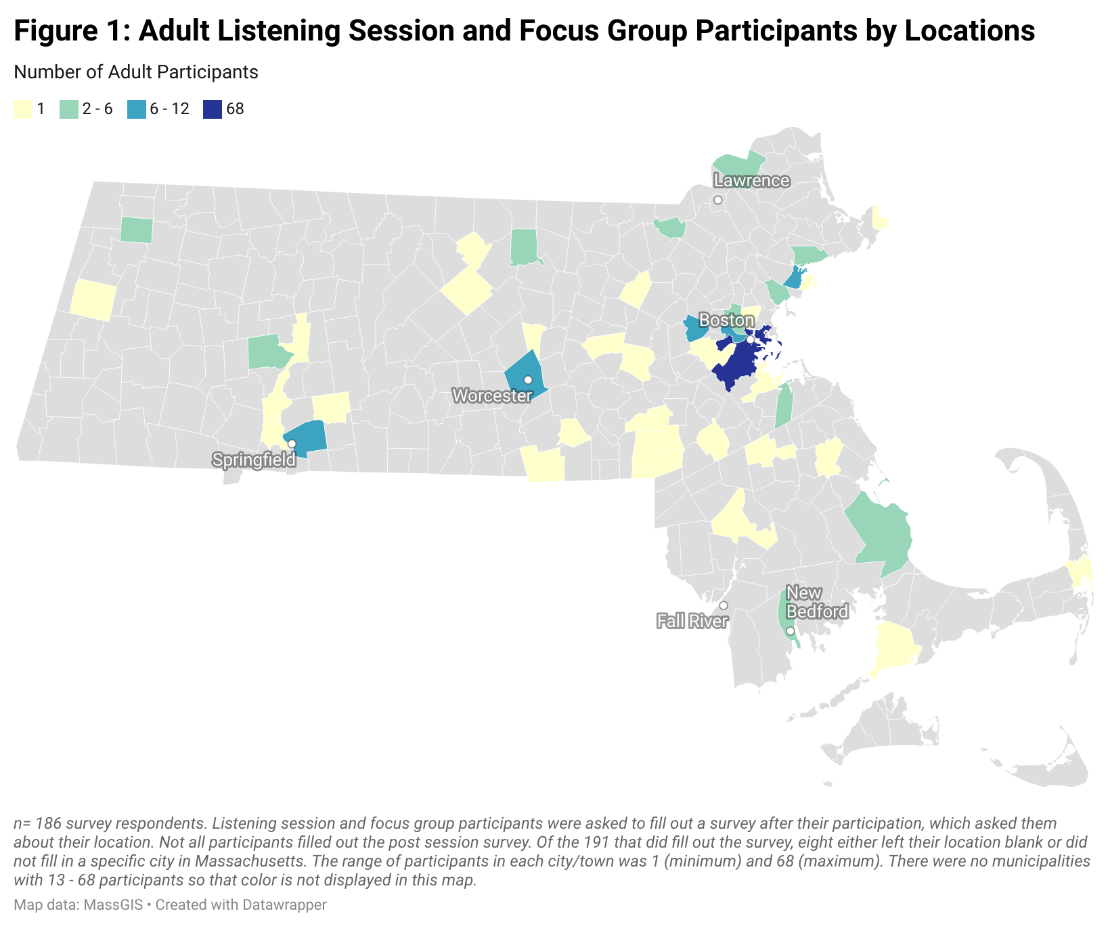 Figure 1: Adult Listening Session and Focus Group Participants by Locations
Number of Adult Participants
1 2 - 6 6 - 12 68
Lawrence
Boston
Worcester
Springfield
New
Bedford
Fall River
n= 186 survey respondents. Listening session and focus group participants were asked to fill out a survey after their participation, which asked them
about their location. Not all participants filled out the post session survey. Of the 191 that did fill out the survey, eight either left their location blank or did
not fill in a specific city in Massachusetts. The range of participants in each city/town was 1 (minimum) and 68 (maximum). There were no municipalities
with 13 - 68 participants so that color is not displayed in this map.
Map data: MassGIS • Created with Datawrapper